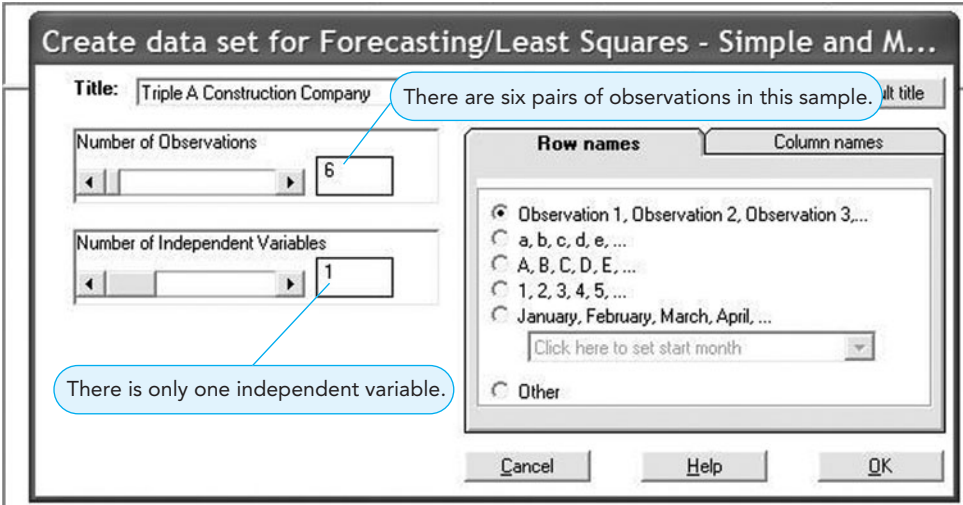 Create data set for Forecasting/Least Squares - Simple and M...
Title: Triple A Construction Company
There are six pairs of observations in this sample.
title
Number of Observations
6
Number of Independent Variables
1
There is only one independent variable.
Row names
Column names
Observation 1, Observation 2, Observation 3,...
a, b, c, d, e, ...
A, B, C, D, E, ...
1, 2, 3, 4, 5, ...
January, February, March, April, ...
Click here to set start month
Other
Cancel
Help
OK